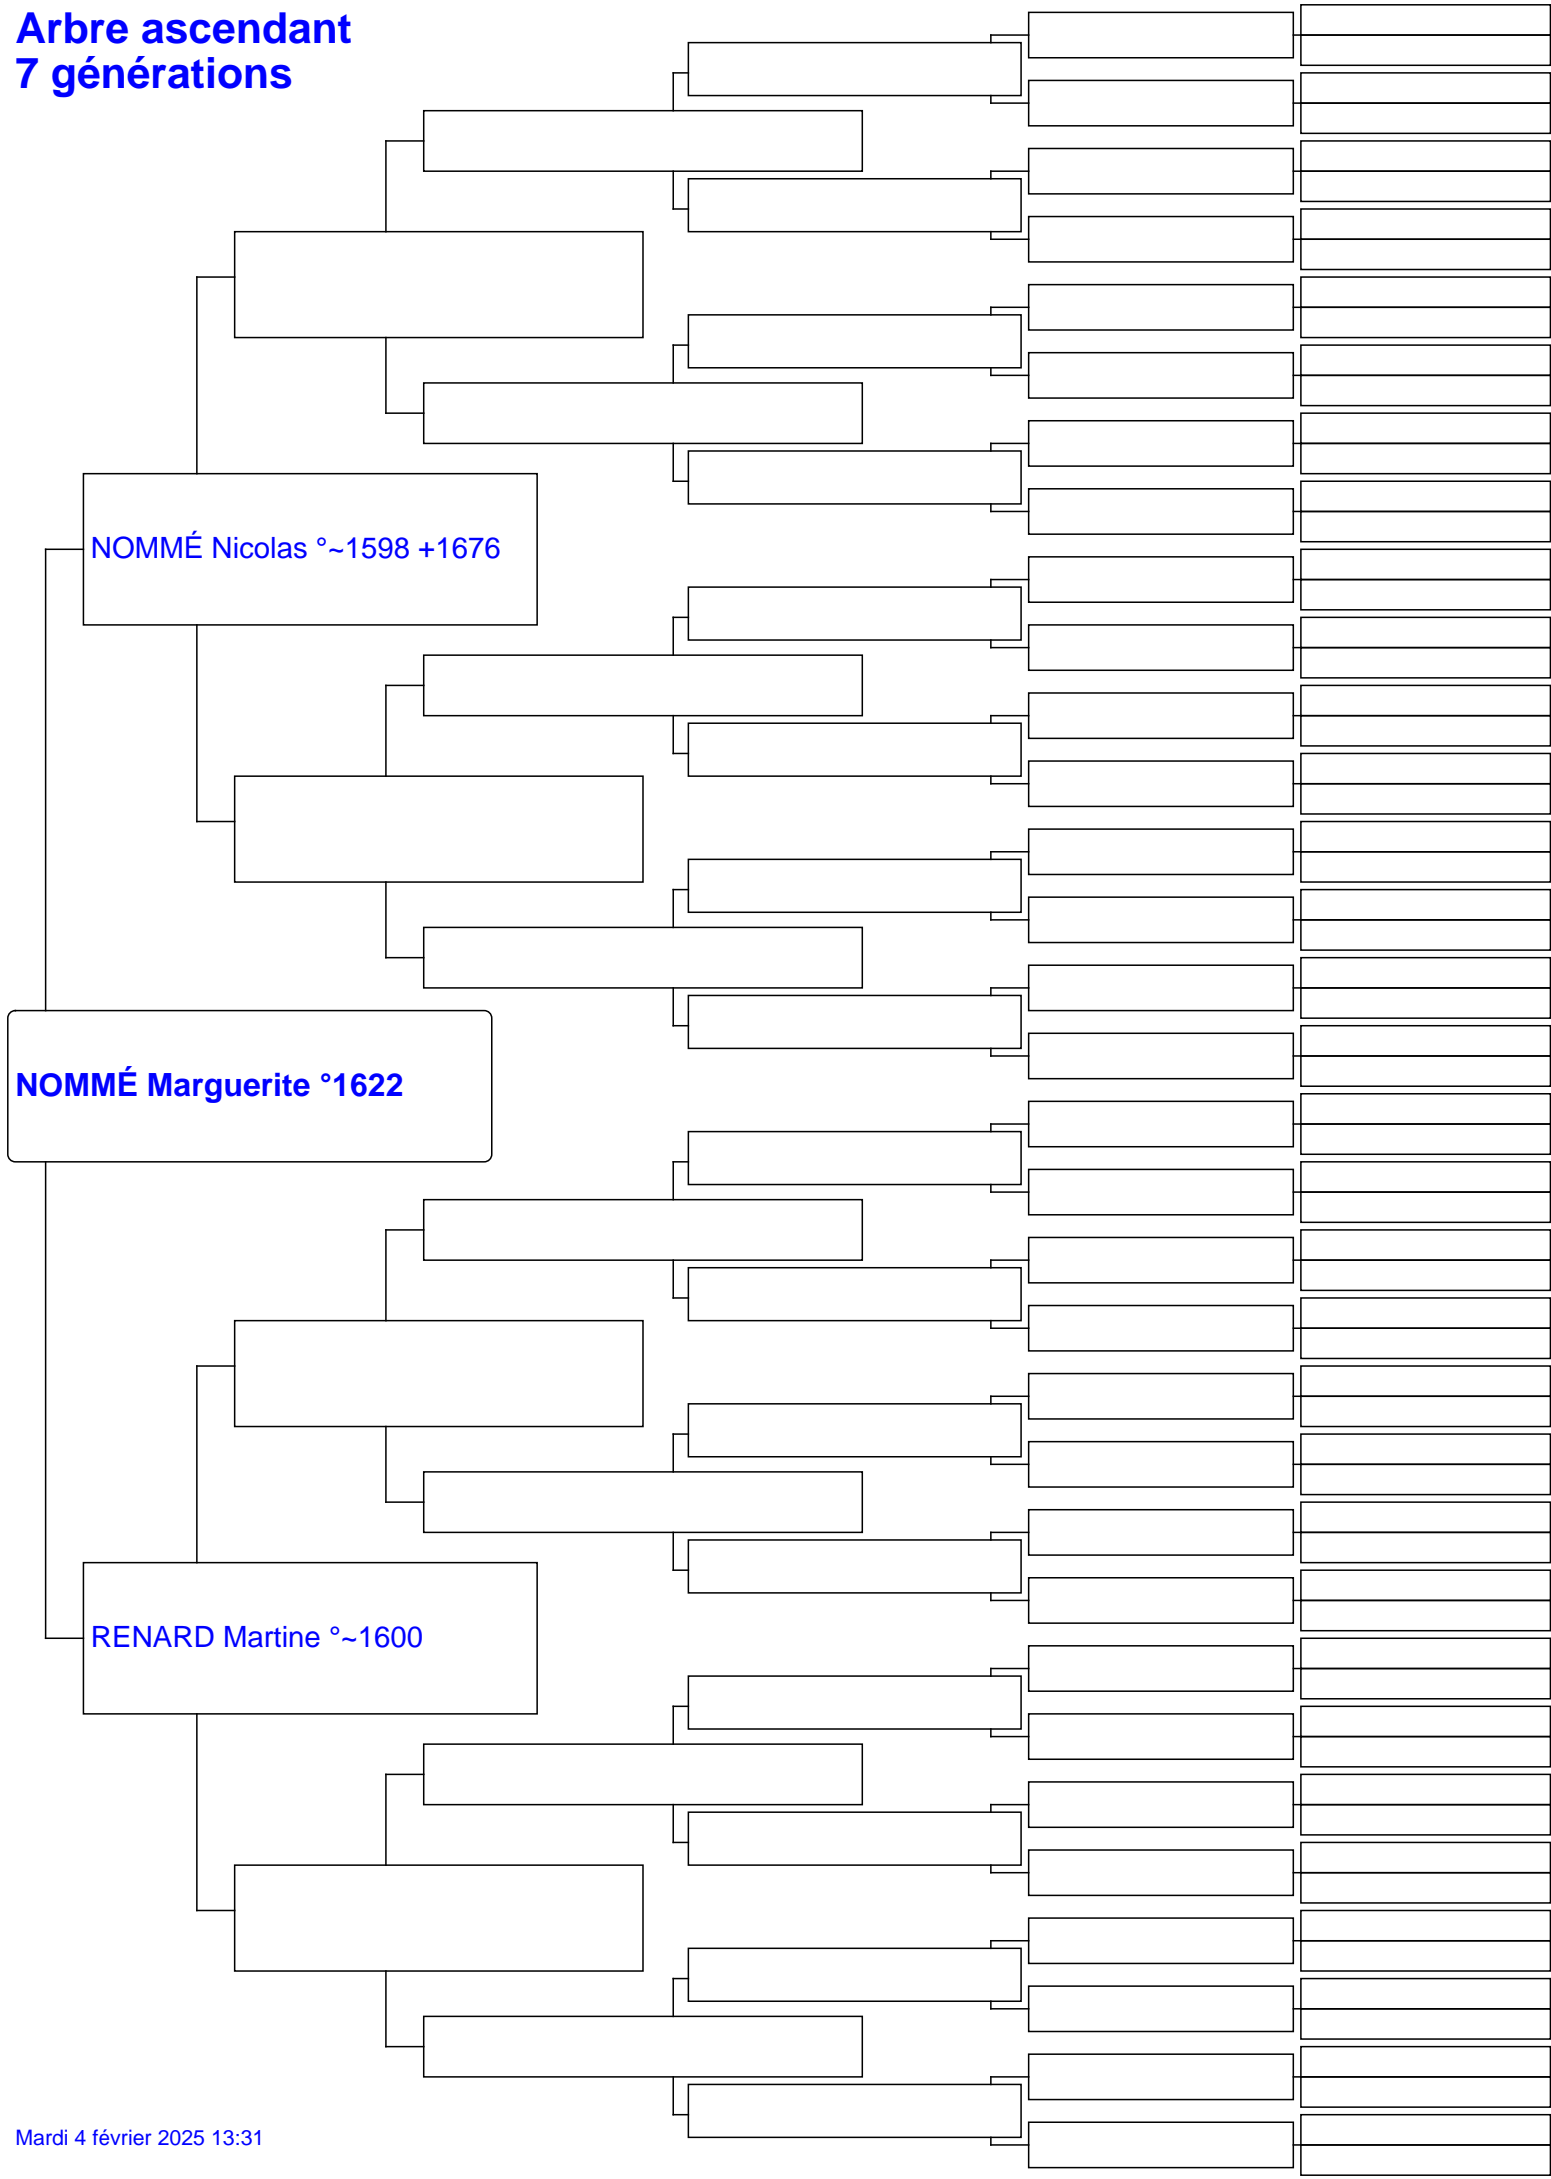 Arbre ascendant
7 générations
NOMMÉ Nicolas °~1598 +1676
NOMMÉ Marguerite °1622
RENARD Martine °~1600
Mardi 4 février 2025 13:31